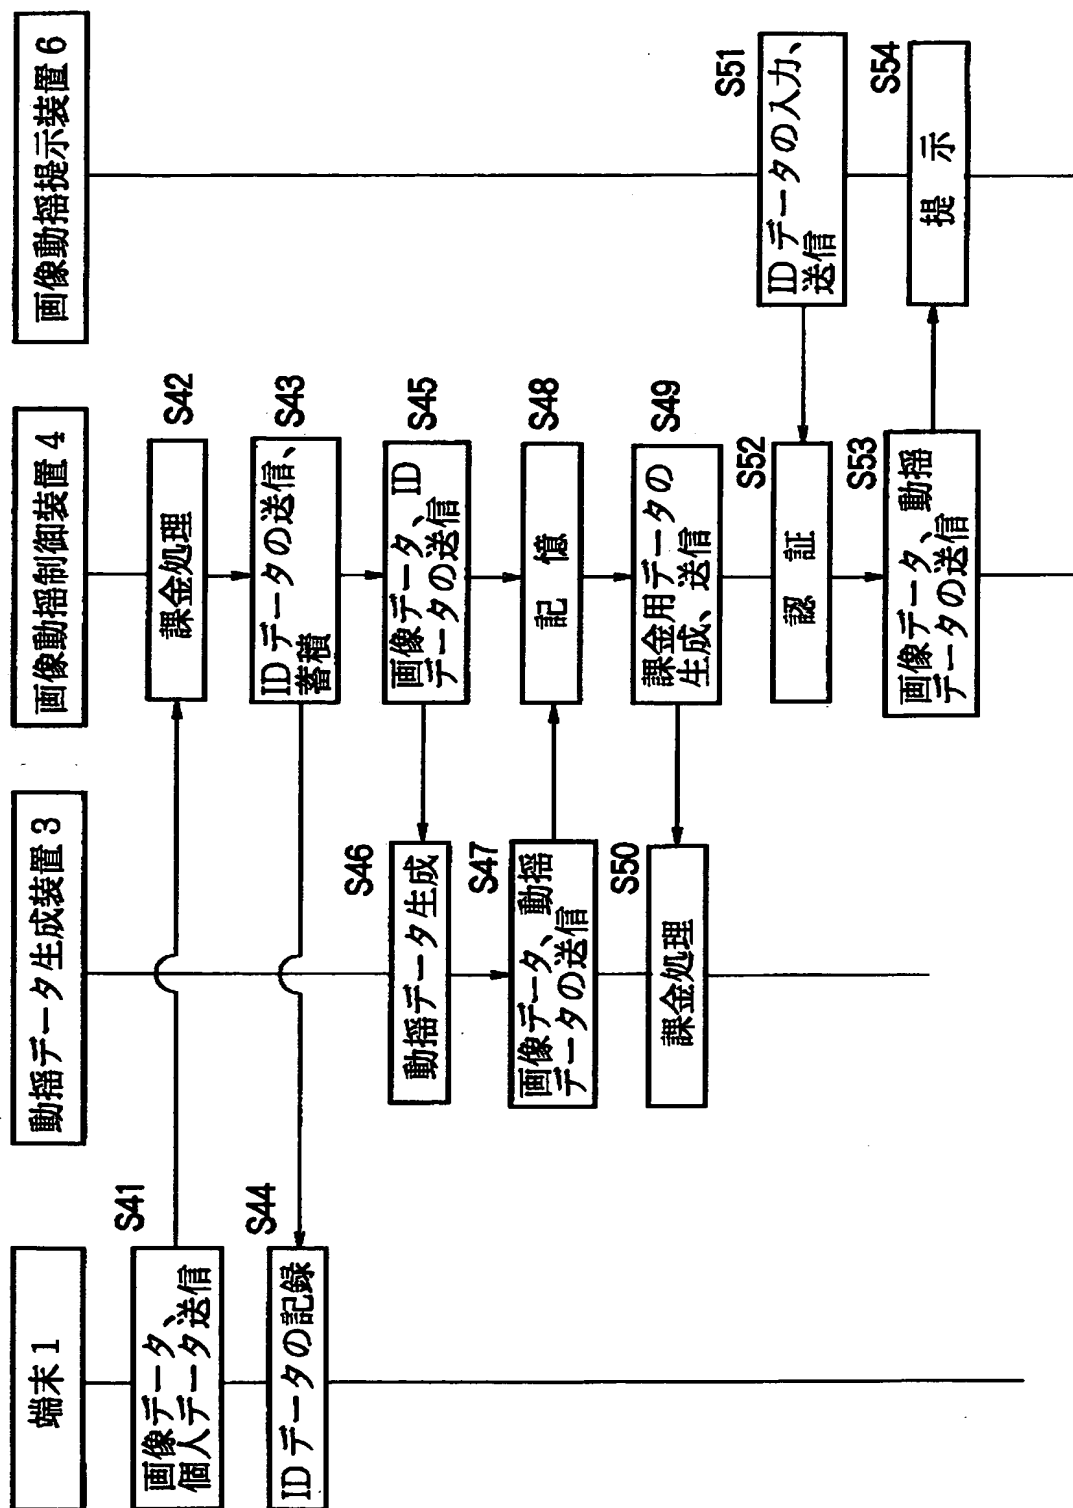 端末1
動揺データ生成装置3
画像動揺制御装置4
画像動揺提示装置6
S41
画像データ、
個人データ送信
S42
課金処理
S43
IDデータの送信、
蓄積
S44
IDデータの記録
S45
画像データ、ID
データの送信
S46
動揺データ生成
S47
画像データ、動揺
データの送信
S48
記憶
S49
課金用データの
生成、送信
S50
課金処理
S51
IDデータの入力、
送信
S52
認証
S53
画像データ、動揺
データの送信
S54
提示